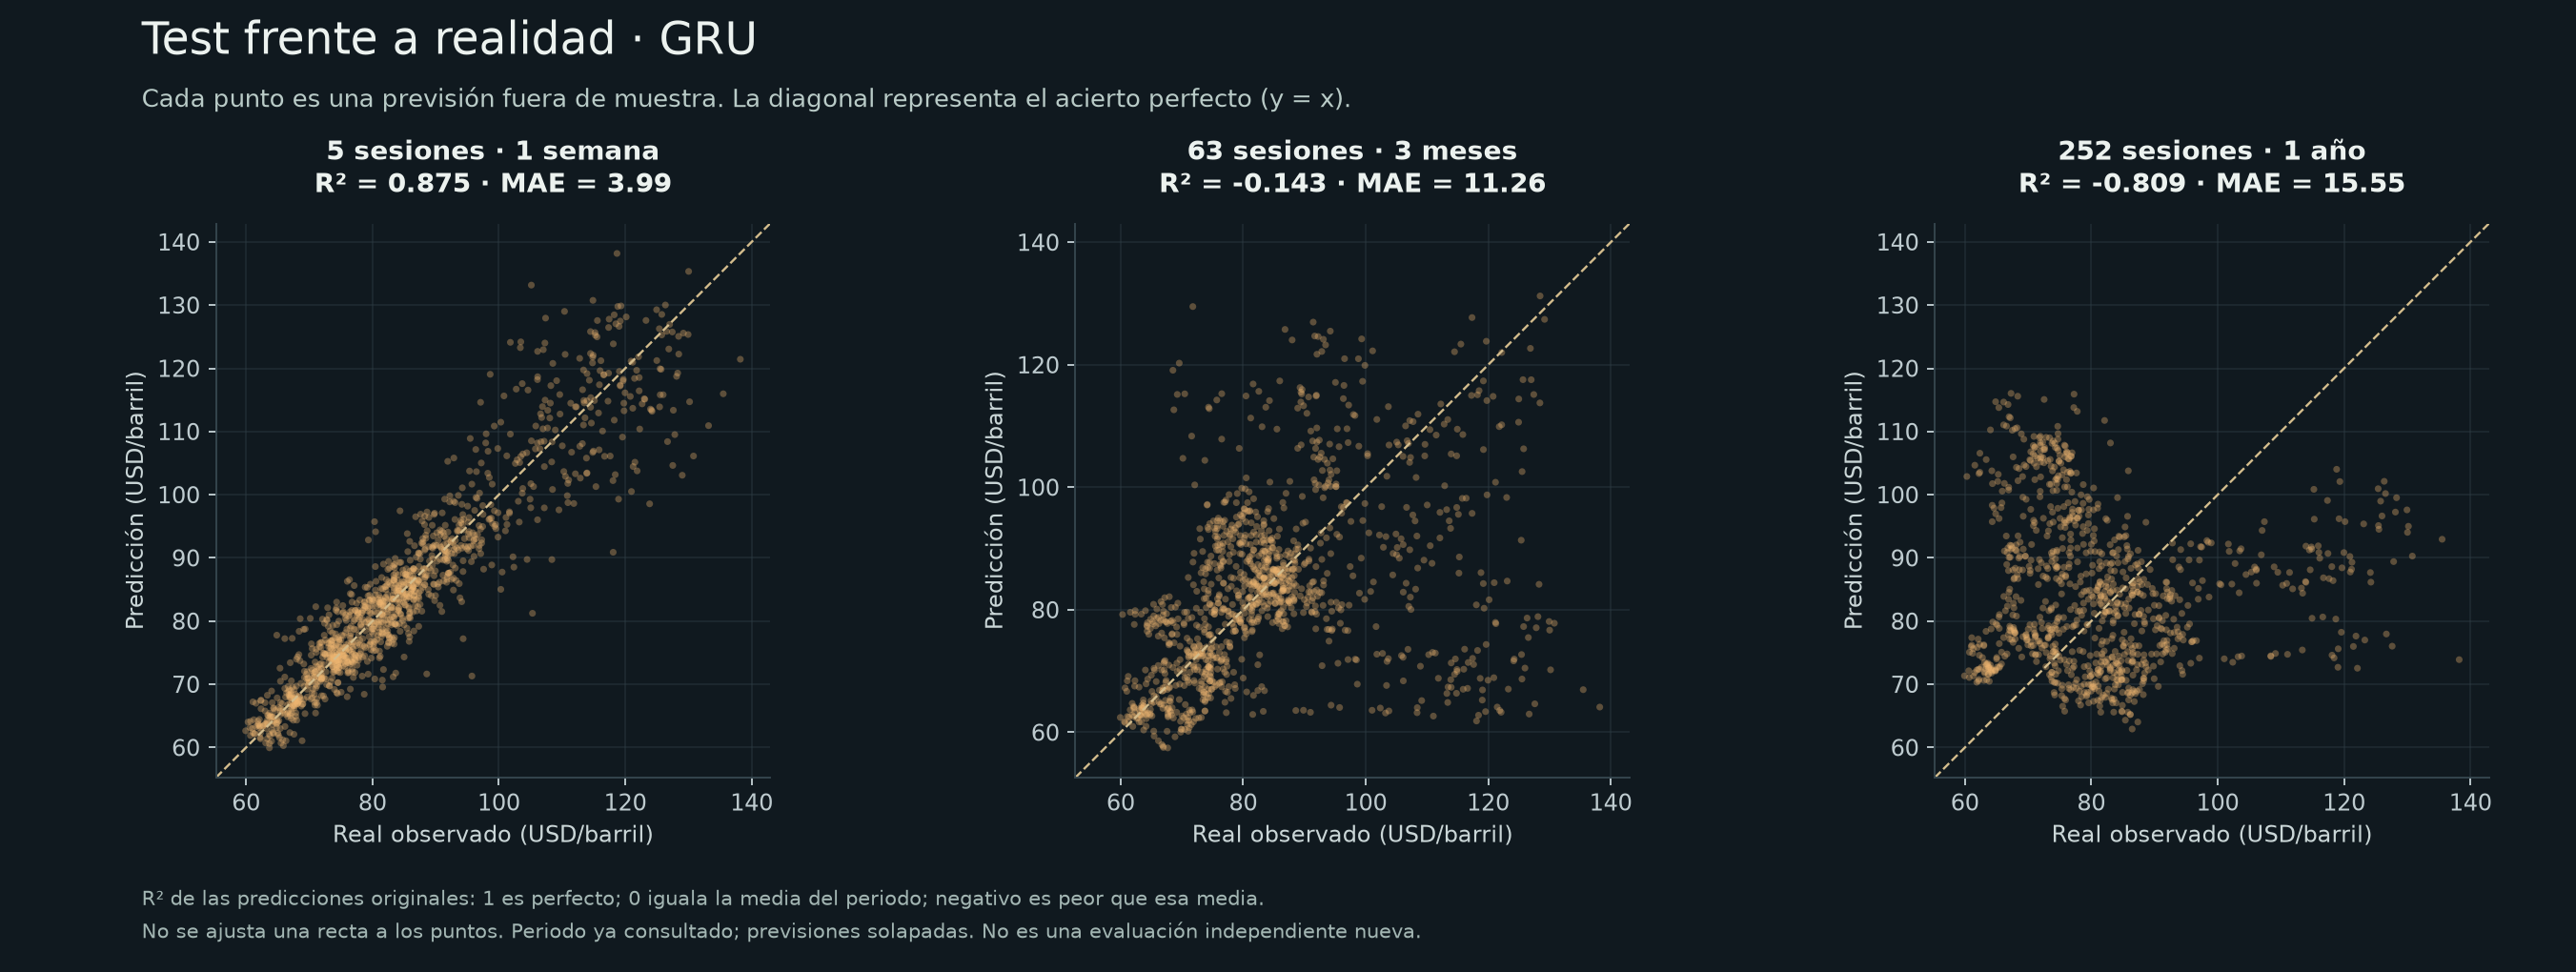 Test frente a realidad · GRU
Cada punto es una previsión fuera de muestra. La diagonal representa el acierto perfecto (y = x).
5 sesiones · 1 semana
R² = 0.875 · MAE = 3.99
140
130
120
110
100
90
80
70
60
Predicción (USD/barril)
60 80 100 120 140
Real observado (USD/barril)
63 sesiones · 3 meses
R² = -0.143 · MAE = 11.26
140
120
100
80
60
Predicción (USD/barril)
60 80 100 120 140
Real observado (USD/barril)
252 sesiones · 1 año
R² = -0.809 · MAE = 15.55
140
130
120
110
100
90
80
70
60
Predicción (USD/barril)
60 80 100 120 140
Real observado (USD/barril)
R² de las predicciones originales: 1 es perfecto; 0 iguala la media del periodo; negativo es peor que esa media.
No se ajusta una recta a los puntos. Periodo ya consultado; previsiones solapadas. No es una evaluación independiente nueva.